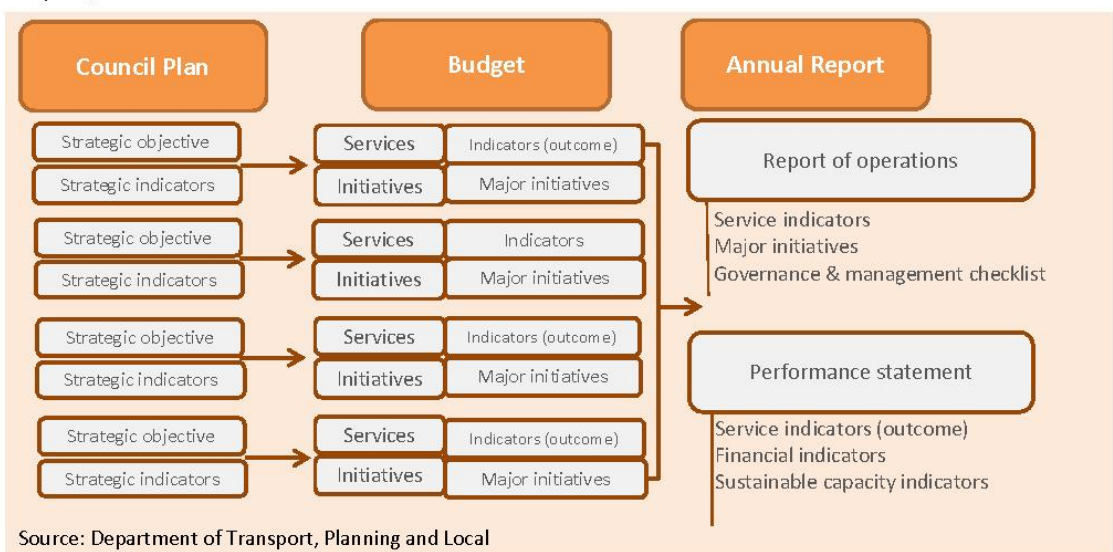 Council Plan
Budget
Annual Report
Strategic objective
Strategic indicators
Services
Indicators (outcome)
Initiatives
Major initiatives
Strategic objective
Strategic indicators
Services
Indicators
Initiatives
Major initiatives
Strategic objective
Strategic indicators
Services
Indicators (outcome)
Initiatives
Major initiatives
Strategic objective
Strategic indicators
Services
Indicators (outcome)
Initiatives
Major initiatives
Report of operations
Service indicators
Major initiatives
Governance & management checklist
Performance statement
Service indicators (outcome)
Financial indicators
Sustainable capacity indicators
Source: Department of Transport, Planning and Local